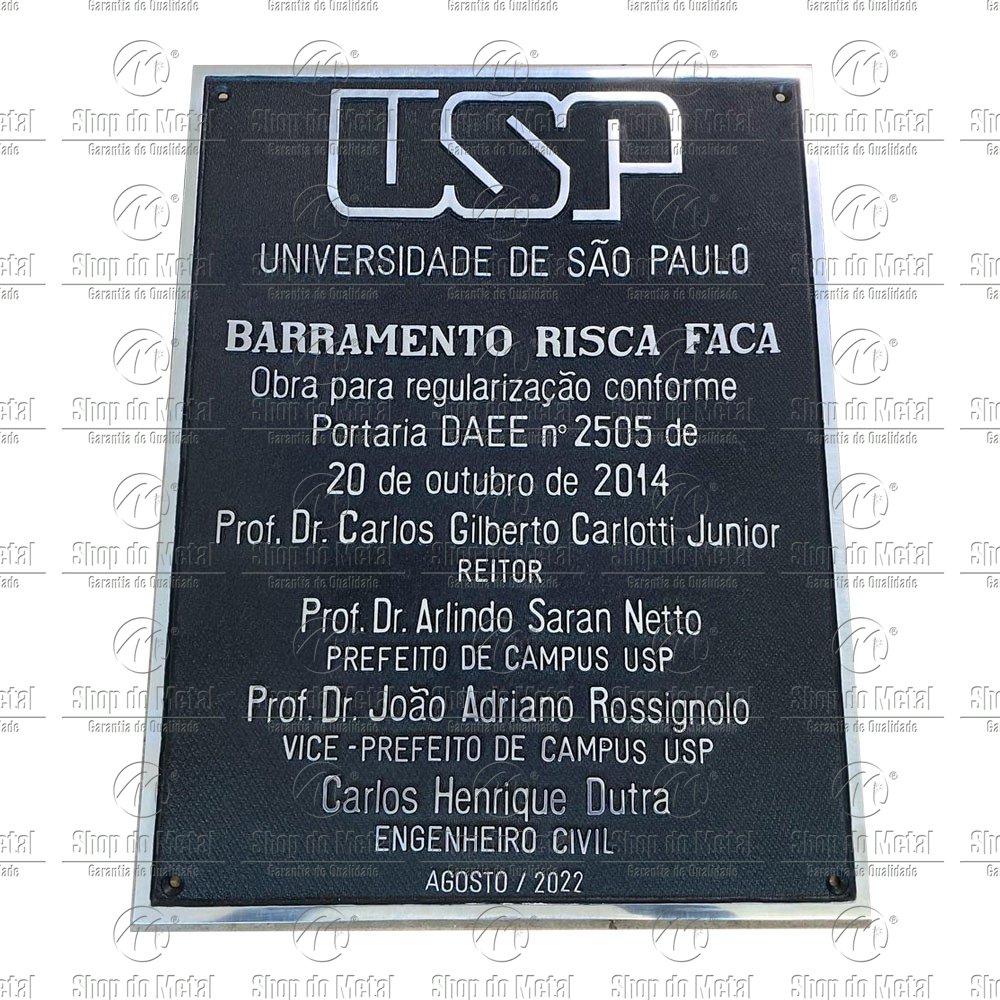 USP
UNIVERSIDADE DE SÃO PAULO
BARRAMENTO RISCA FACA
Obra para regularização conforme
Portaria DAEE nº 2505 de
20 de outubro de 2014
Prof. Dr. Carlos Gilberto Carlotti Junior
REITOR
Prof. Dr. Arlindo Saran Netto
PREFEITO DE CAMPUS USP
Prof. Dr. João Adriano Rossignolo
VICE-PREFEITO DE CAMPUS USP
Carlos Henrique Dutra
ENGENHEIRO CIVIL
AGOSTO / 2022
Shop do Metal
Garantia de Qualidade